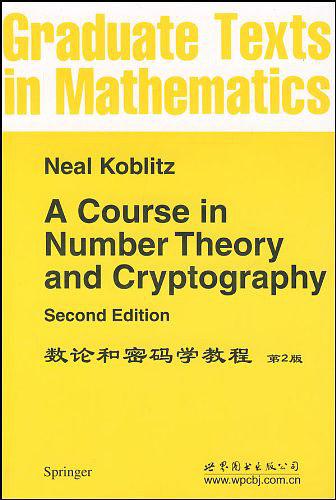 Graduate Texts
in Mathematics
Neal Koblitz
A Course in
Number Theory
and Cryptography
Second Edition
数论和密码学教程 第2版
Springer
世界图出出版公司
www.wpcbj.com.cn